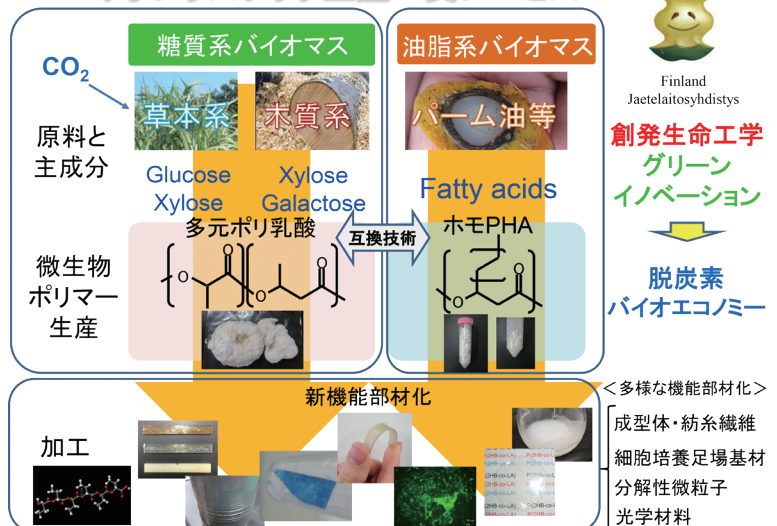 糖質系バイオマス
油脂系バイオマス
CO2
草本系
木質系
パーム油等
Finland
Jaetelaitosyhdistys
原料と
主成分
創発生命工学
グリーン
イノベーション
Glucose
Xylose
Xylose
Galactose
Fatty acids
多元ポリ乳酸
互換技術
ホモPHA
微生物
ポリマー
生産
O
O
O
O
O
O
脱炭素
バイオエコノミー
新機能部材化
＜多様な機能部材化＞
加工
成型体・紡糸繊維
細胞培養足場基材
分解性微粒子
光学材料
P(2HB-co-LA)